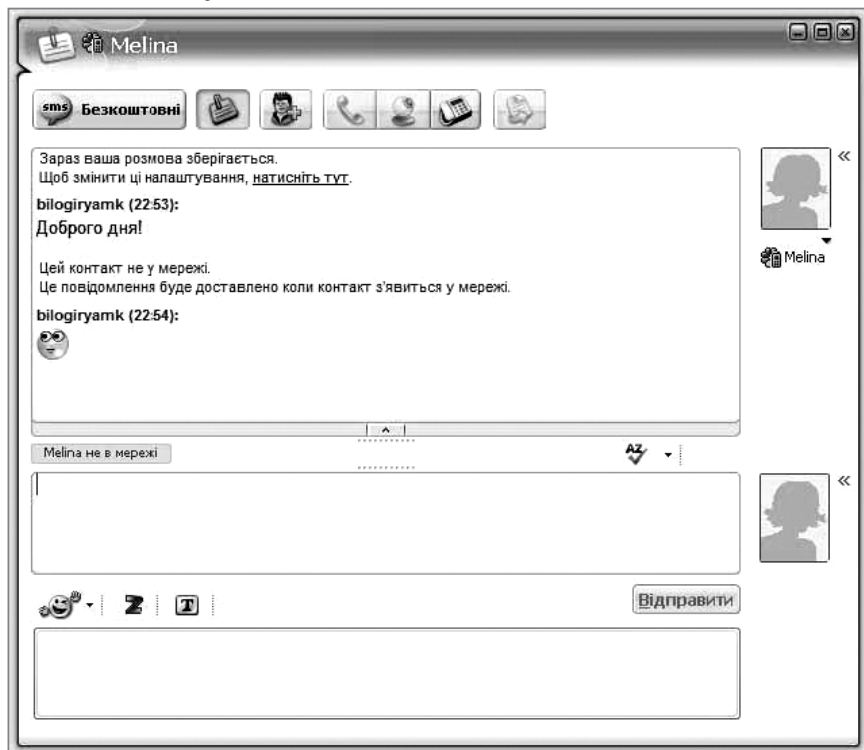 Melina
sms Безкоштовні
Зараз ваша розмова зберігається.
Щоб змінити ці налаштування, натисніть тут.
bilogiryamk (22:53):
Доброго дня!
Цей контакт не у мережі.
Це повідомлення буде доставлено коли контакт з'явиться у мережі.
bilogiryamk (22:54):
Melina
Melina не в мережі
AZ
Z T
Відправити